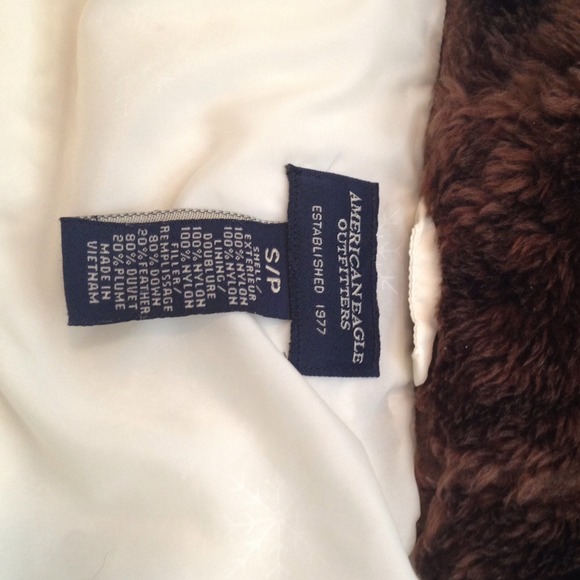 AMERICAN EAGLE
OUTFITTERS
ESTABLISHED 1977
S/P
SHELL/
EXTERIEUR
100% NYLON
LINING/
DOUBLURE
100% NYLON
FILLER/
REMBOURRISSAGE
80% DOWN
20% FEATHER
80% DUVET
20% PLUME
MADE IN
VIETNAM